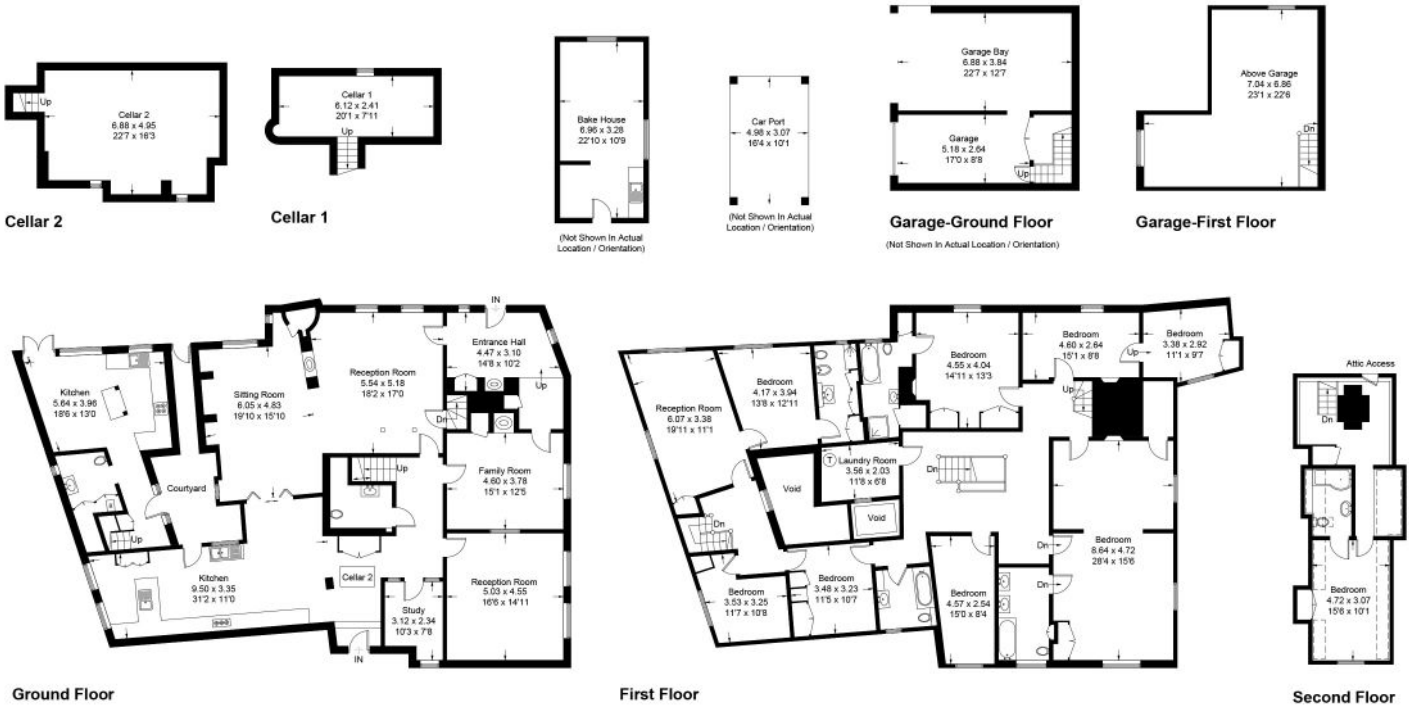 Cellar 2
6.88 x 4.95
22'7 x 16'3
Up
Cellar 2
Cellar 1
6.12 x 2.41
20'1 x 7'11
Up
Cellar 1
Bake House
6.96 x 3.28
22'10 x 10'9
(Not Shown In Actual
Location / Orientation)
Car Port
4.98 x 3.07
16'4 x 10'1
(Not Shown In Actual
Location / Orientation)
Garage Bay
6.88 x 3.84
22'7 x 12'7
Garage
5.18 x 2.64
17'0 x 8'8
Up
Garage-Ground Floor
(Not Shown In Actual Location / Orientation)
Above Garage
7.04 x 6.86
23'1 x 22'6
Dn
Garage-First Floor
IN
Entrance Hall
4.47 x 3.10
14'8 x 10'2
Up
Reception Room
5.54 x 5.18
18'2 x 17'0
Dn
Sitting Room
6.05 x 4.83
19'10 x 15'10
Kitchen
5.64 x 3.96
18'6 x 13'0
Courtyard
Up
Up
Family Room
4.60 x 3.78
15'1 x 12'5
Kitchen
9.50 x 3.35
31'2 x 11'0
Cellar 2
Reception Room
5.03 x 4.55
16'6 x 14'11
Study
3.12 x 2.34
10'3 x 7'8
IN
Ground Floor
Reception Room
6.07 x 3.38
19'11 x 11'1
Bedroom
4.17 x 3.94
13'8 x 12'11
Bedroom
4.55 x 4.04
14'11 x 13'3
Bedroom
4.60 x 2.64
15'1 x 8'8
Up
Bedroom
3.38 x 2.92
11'1 x 9'7
Up
T
Laundry Room
3.56 x 2.03
11'8 x 6'8
Dn
Void
Void
Dn
Bedroom
3.53 x 3.25
11'7 x 10'8
Bedroom
3.48 x 3.23
11'5 x 10'7
Bedroom
4.57 x 2.54
15'0 x 8'4
Dn
Dn
Bedroom
8.64 x 4.72
28'4 x 15'6
First Floor
Attic Access
Dn
Bedroom
4.72 x 3.07
15'6 x 10'1
Second Floor